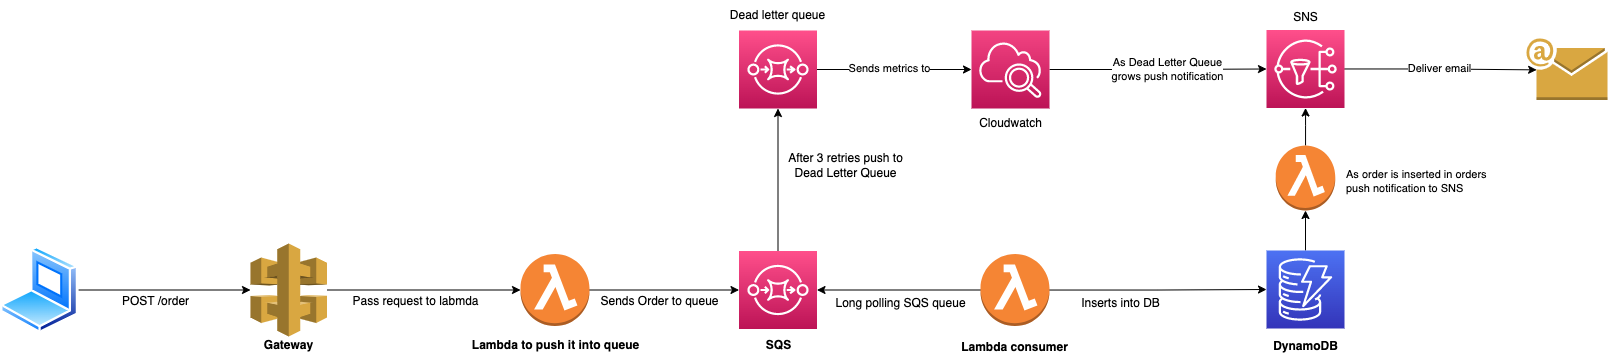 Dead letter queue
SNS
@
Sends metrics to
As Dead Letter Queue
grows push notification
Deliver email
Cloudwatch
After 3 retries push to
Dead Letter Queue
As order is inserted in orders
push notification to SNS
POST /order
Pass request to labmda
Sends Order to queue
Long polling SQS queue
Inserts into DB
Gateway
Lambda to push it into queue
SQS
Lambda consumer
DynamoDB